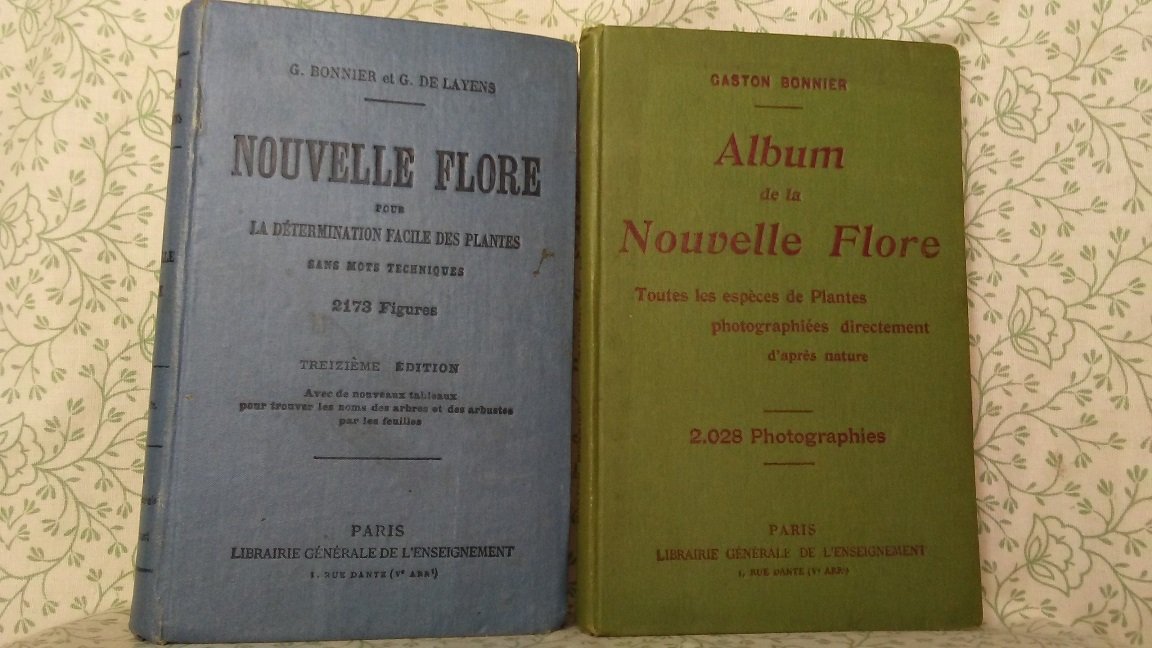 G. BONNIER et G. DE LAYENS
NOUVELLE FLORE
POUR
LA DÉTERMINATION FACILE DES PLANTES
SANS MOTS TECHNIQUES
2173 Figures
TREIZIÈME ÉDITION
Avec de nouveaux tableaux
pour trouver les noms des arbres et des arbustes
par les feuilles
PARIS
LIBRAIRIE GÉNÉRALE DE L'ENSEIGNEMENT
1, RUE DANTE (Ve ARRt)
GASTON BONNIER
Album
de la
Nouvelle Flore
Toutes les espèces de Plantes
photographiées directement
d'après nature
2.028 Photographies
PARIS
LIBRAIRIE GÉNÉRALE DE L'ENSEIGNEMENT
1, RUE DANTE (Ve ARRt)